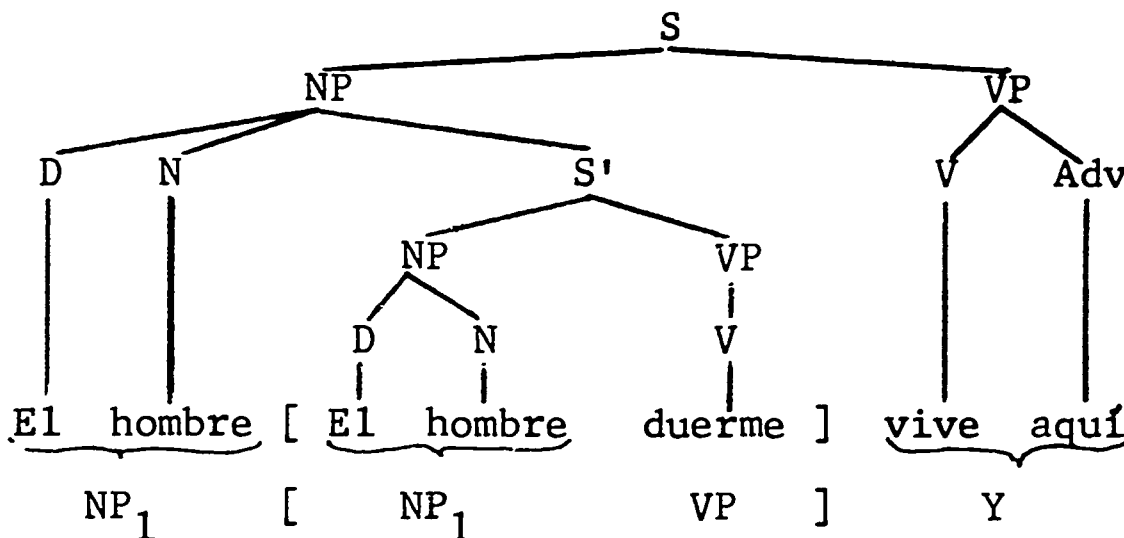 S
NP VP
D N S' V Adv
NP VP
D N V
El hombre [ El hombre duerme ] vive aquí
NP1 [ NP1 VP ] Y